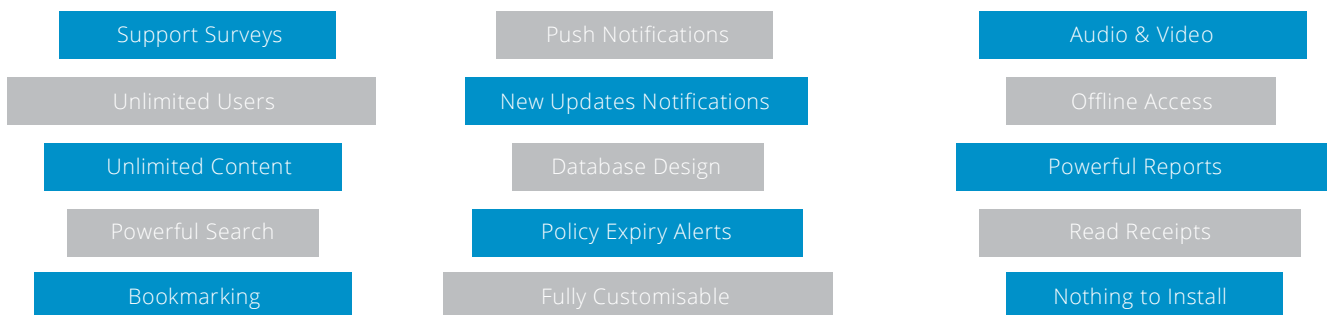 Support Surveys
Unlimited Users
Unlimited Content
Powerful Search
Bookmarking
Push Notifications
New Updates Notifications
Database Design
Policy Expiry Alerts
Fully Customisable
Audio & Video
Offline Access
Powerful Reports
Read Receipts
Nothing to Install